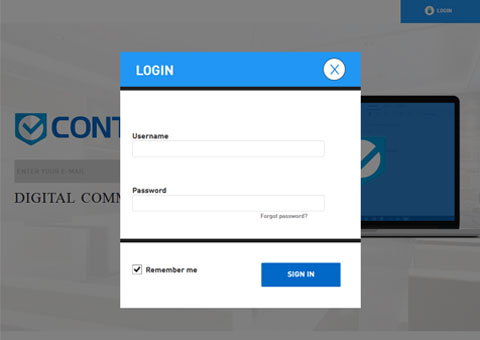 LOGIN
LOGIN
CONT
ENTER YOUR E-MAIL
DIGITAL COMM
Username
Password
Forgot password?
Remember me
SIGN IN